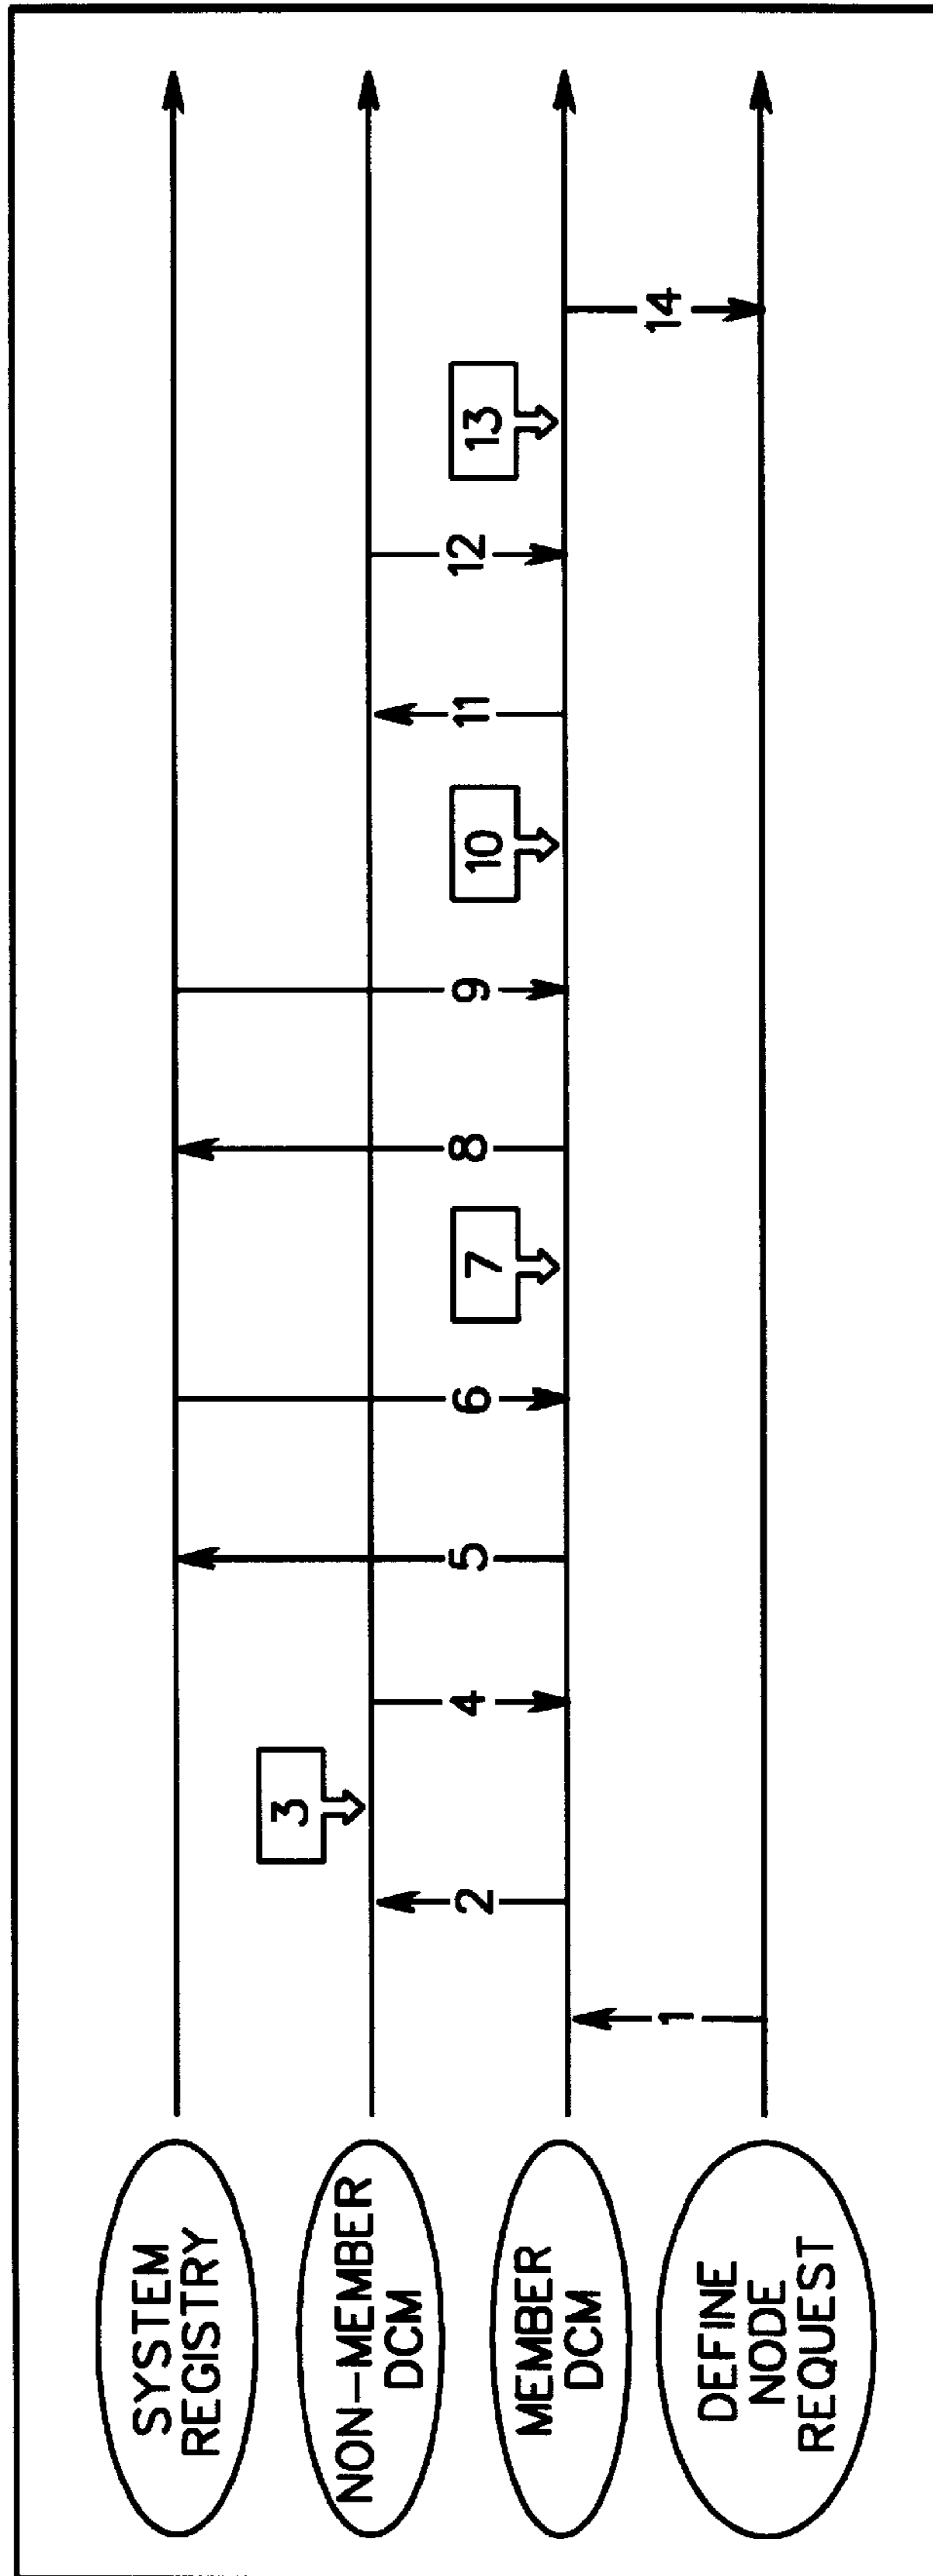 SYSTEM
REGISTRY
NON-MEMBER
DCM
MEMBER
DCM
DEFINE
NODE
REQUEST
1
2
3
4
5
6
7
8
9
10
11
12
13
14